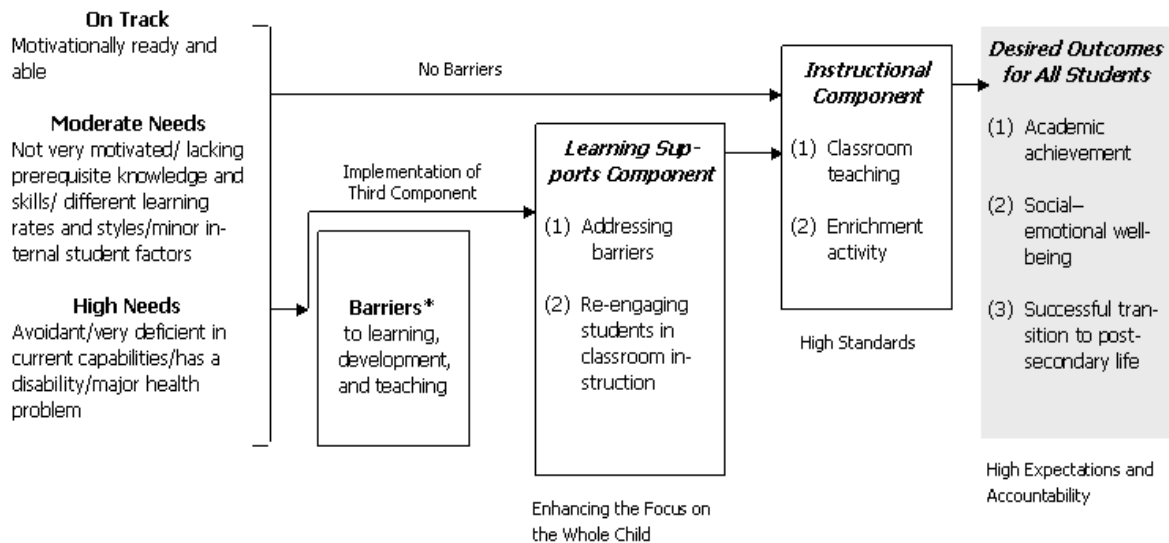 On Track
Motivationally ready and
able
Moderate Needs
Not very motivated/ lacking
prerequisite knowledge and
skills/ different learning
rates and styles/minor in-
ternal student factors
High Needs
Avoidant/very deficient in
current capabilities/has a
disability/major health
problem
No Barriers
Implementation of
Third Component
Barriers*
to learning,
development,
and teaching
Learning Sup-
ports Component
(1) Addressing
barriers
(2) Re-engaging
students in
classroom in-
struction
Enhancing the Focus on
the Whole Child
Instructional
Component
(1) Classroom
teaching
(2) Enrichment
activity
High Standards
Desired Outcomes
for All Students
(1) Academic
achievement
(2) Social–
emotional well-
being
(3) Successful tran-
sition to post-
secondary life
High Expectations and
Accountability